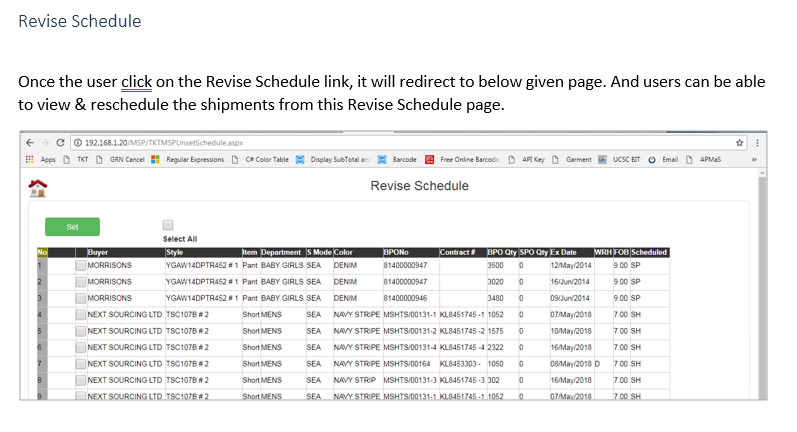 Revise Schedule
Once the user click on the Revise Schedule link, it will redirect to below given page. And users can be able
to view & reschedule the shipments from this Revise Schedule page.
192.168.1.20/MSP/TKTMSPUnsetSchedule.aspx
Apps TKT GRN Cancel Regular Expressions C# Color Table Display SubTotal an Barcode Free Online Barcode API Key Garment UCSC BIT Email APMaS »
Revise Schedule
Set
Select All
No Buyer Style Item Department S Mode Color BPONo Contract # BPO Qty SPO Qty Ex Date WRH FOB Scheduled
1 MORRISONS YGAW14DPTR452 # 1 Pant BABY GIRLS SEA DENIM 81400000947 3500 0 12/May/2014 9.00 SP
2 MORRISONS YGAW14DPTR452 # 1 Pant BABY GIRLS SEA DENIM 81400000947 3020 0 16/Jun/2014 9.00 SP
3 MORRISONS YGAW14DPTR452 # 1 Pant BABY GIRLS SEA DENIM 81400000946 3480 0 09/Jun/2014 9.00 SP
4 NEXT SOURCING LTD TSC107B # 2 Short MENS SEA NAVY STRIPE MSHTS/00131-1 KL8451745 -1 1052 0 07/May/2018 7.00 SH
5 NEXT SOURCING LTD TSC107B # 2 Short MENS SEA NAVY STRIPE MSHTS/00131-2 KL8451745 -2 1575 0 10/May/2018 7.00 SH
6 NEXT SOURCING LTD TSC107B # 2 Short MENS SEA NAVY STRIPE MSHTS/00131-4 KL8451745 -4 2322 0 16/May/2018 7.00 SH
7 NEXT SOURCING LTD TSC107B # 2 Short MENS SEA NAVY STRIPE MSHTS/00164 KL8453303 - 1050 0 08/May/2018 D 7.00 SH
8 NEXT SOURCING LTD TSC107B # 2 Short MENS SEA NAVY STRIP MSHTS/00131-3 KL8451745 -3 302 0 16/May/2018 7.00 SH
9 NEXT SOURCING LTD TSC107B # 2 Short MENS SEA NAVY STRIPE MSHTS/00131-1 KL8451745 -1 1052 0 07/May/2018 7.00 SH